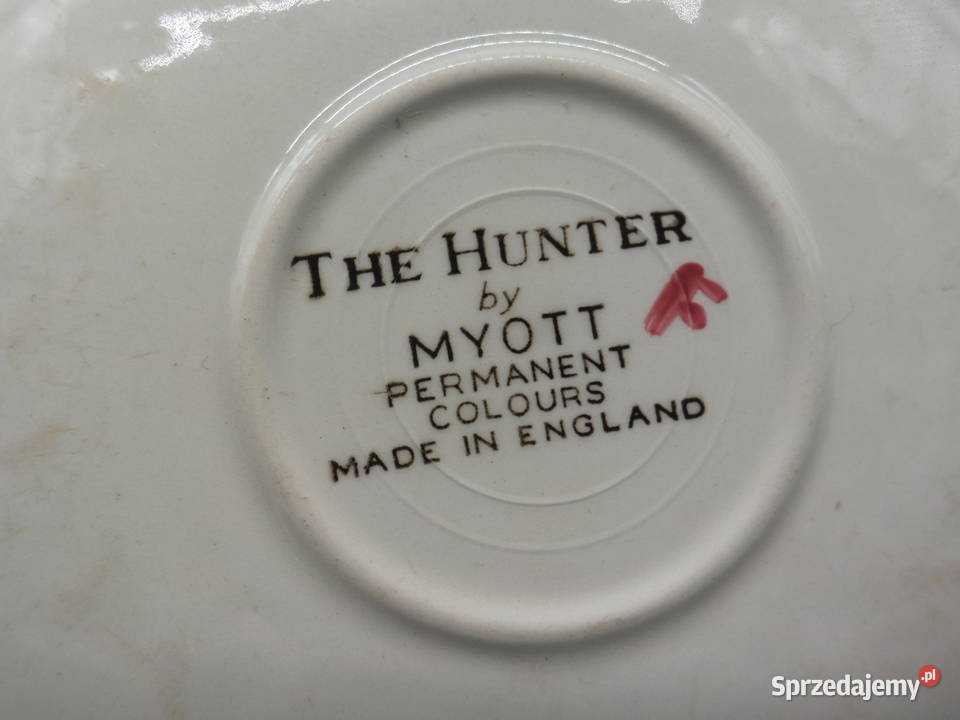 THE HUNTER
by
MYOTT
PERMANENT
COLOURS
MADE IN ENGLAND
Sprzedajemy.pl